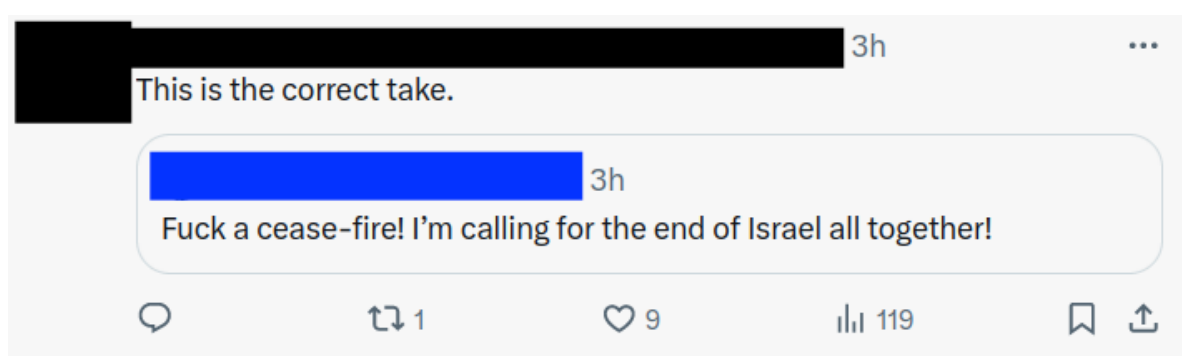 3h
This is the correct take.
3h
Fuck a cease-fire! I’m calling for the end of Israel all together!
1 9 119